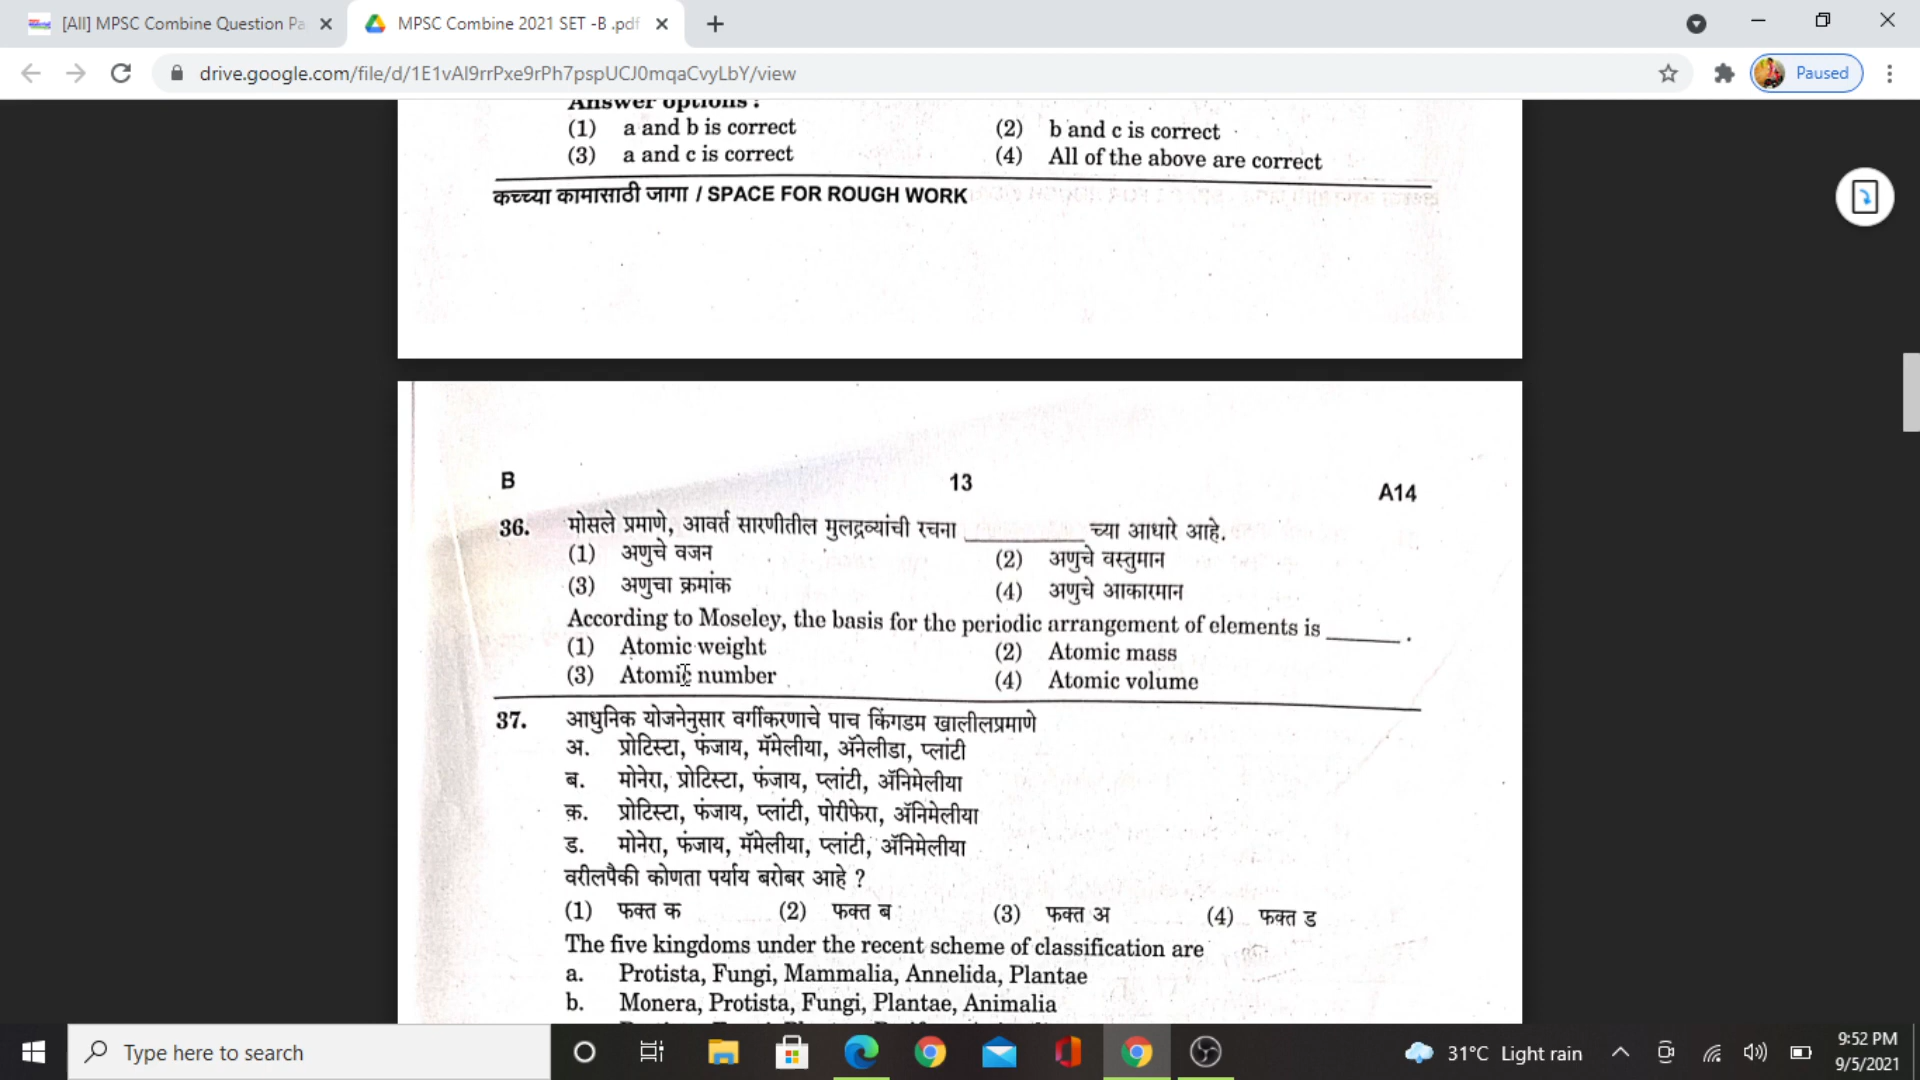 [All] MPSC Combine Question Pa
MPSC Combine 2021 SET -B .pdf
drive.google.com/file/d/1E1vAI9rrPxe9rPh7pspUCJ0mqaCvyLbY/view
Paused
Answer options :
(1) a and b is correct (2) b and c is correct
(3) a and c is correct (4) All of the above are correct
कच्च्या कामासाठी जागा / SPACE FOR ROUGH WORK
B 13 A14
36. मोसले प्रमाणे, आवर्त सारणीतील मुलद्रव्यांची रचना __________ च्या आधारे आहे.
(1) अणुचे वजन (2) अणुचे वस्तुमान
(3) अणुचा क्रमांक (4) अणुचे आकारमान
According to Moseley, the basis for the periodic arrangement of elements is ______ .
(1) Atomic weight (2) Atomic mass
(3) Atomic number (4) Atomic volume
37. आधुनिक योजनेनुसार वर्गीकरणाचे पाच किंगडम खालीलप्रमाणे
अ. प्रोटिस्टा, फंजाय, मॅमेलीया, ॲनेलीडा, प्लांटी
ब. मोनेरा, प्रोटिस्टा, फंजाय, प्लांटी, ॲनिमेलीया
क. प्रोटिस्टा, फंजाय, प्लांटी, पोरीफेरा, ॲनिमेलीया
ड. मोनेरा, फंजाय, मॅमेलीया, प्लांटी, ॲनिमेलीया
वरीलपैकी कोणता पर्याय बरोबर आहे ?
(1) फक्त क (2) फक्त ब (3) फक्त अ (4) फक्त ड
The five kingdoms under the recent scheme of classification are
a. Protista, Fungi, Mammalia, Annelida, Plantae
b. Monera, Protista, Fungi, Plantae, Animalia
Type here to search
31°C Light rain
9:52 PM
9/5/2021